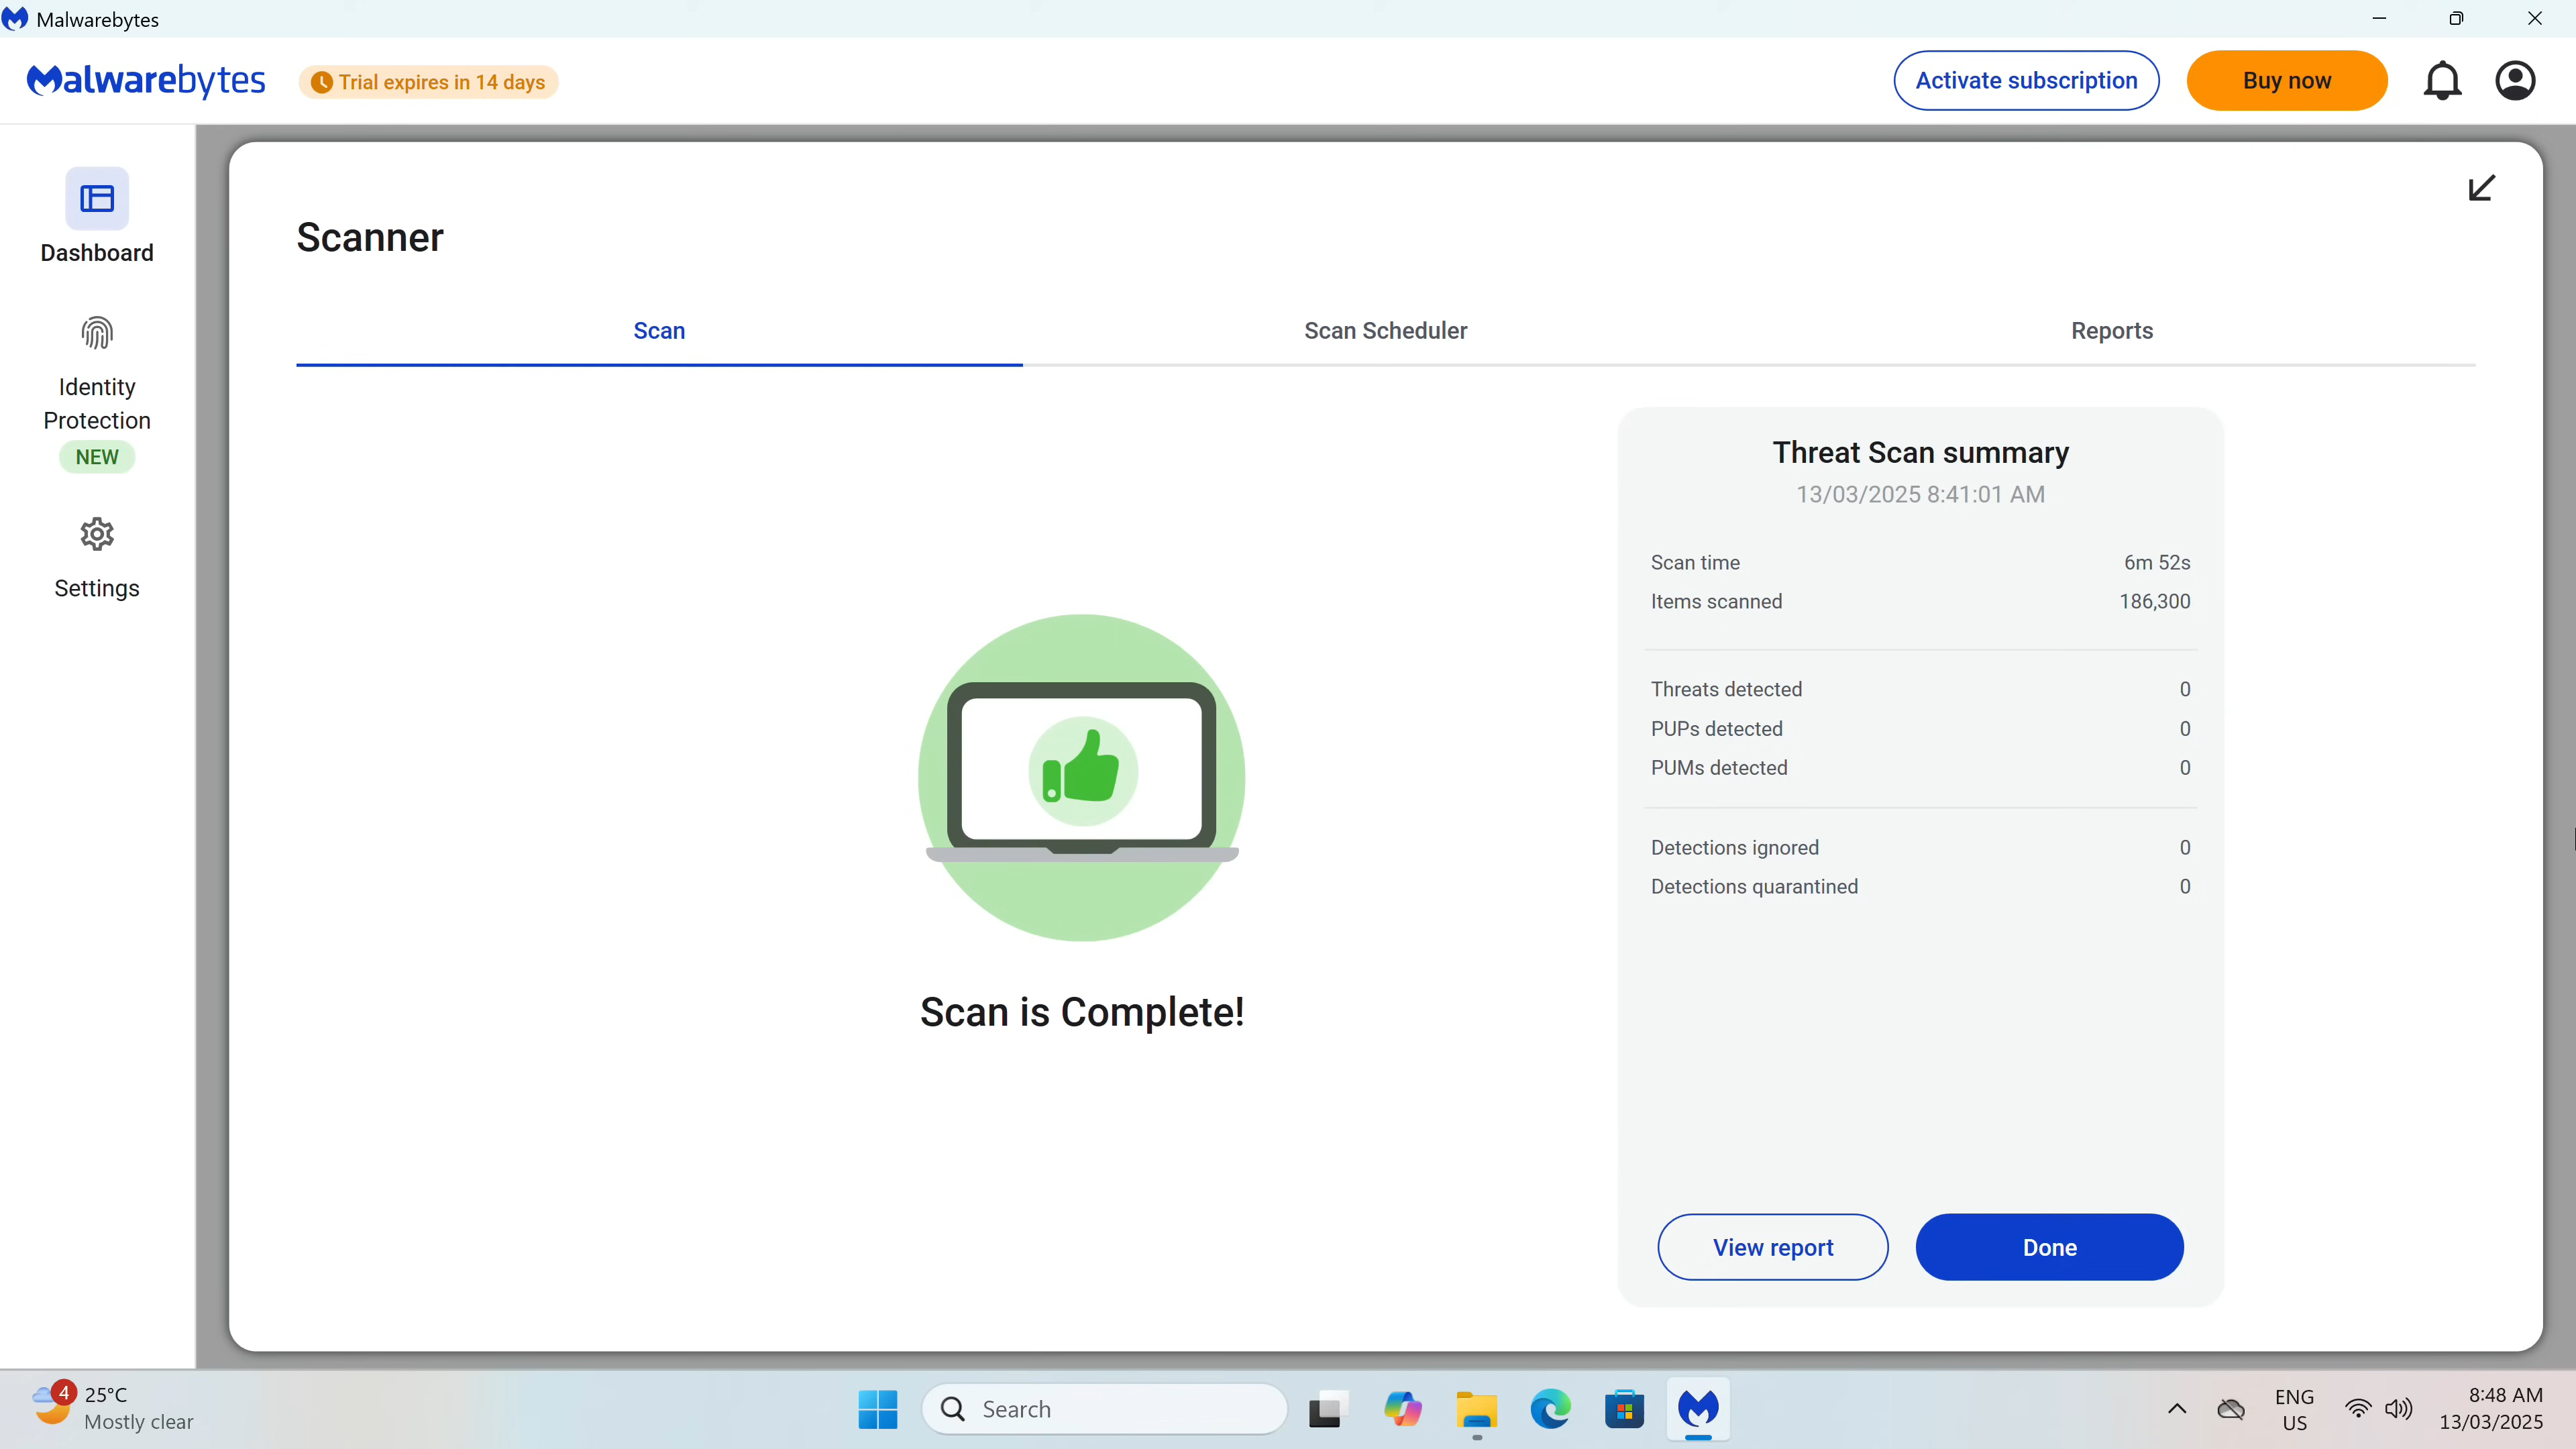 Malwarebytes
Malwarebytes
Trial expires in 14 days
Activate subscription
Buy now
Dashboard
Identity
Protection
NEW
Settings
Scanner
Scan
Scan Scheduler
Reports
Scan is Complete!
Threat Scan summary
13/03/2025 8:41:01 AM
Scan time 6m 52s
Items scanned 186,300
Threats detected 0
PUPs detected 0
PUMs detected 0
Detections ignored 0
Detections quarantined 0
View report
Done
4
25°C
Mostly clear
Search
ENG
US
8:48 AM
13/03/2025